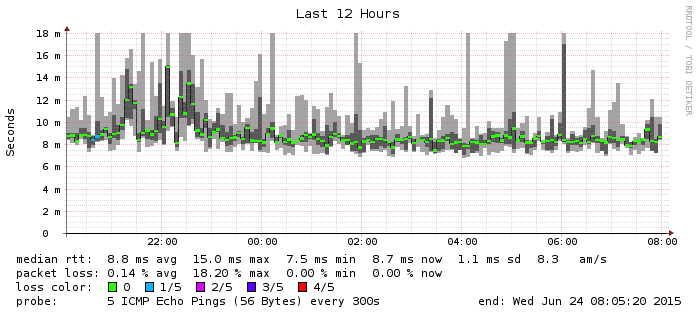 Last 12 Hours
RRDTOOL / TOBI OETIKER
Seconds
18 m
16 m
14 m
12 m
10 m
8 m
6 m
4 m
2 m
0
22:00 00:00 02:00 04:00 06:00 08:00
median rtt: 8.8 ms avg 15.0 ms max 7.5 ms min 8.7 ms now 1.1 ms sd 8.3 am/s
packet loss: 0.14 % avg 18.20 % max 0.00 % min 0.00 % now
loss color: 0 1/5 2/5 3/5 4/5
probe: 5 ICMP Echo Pings (56 Bytes) every 300s end: Wed Jun 24 08:05:20 2015